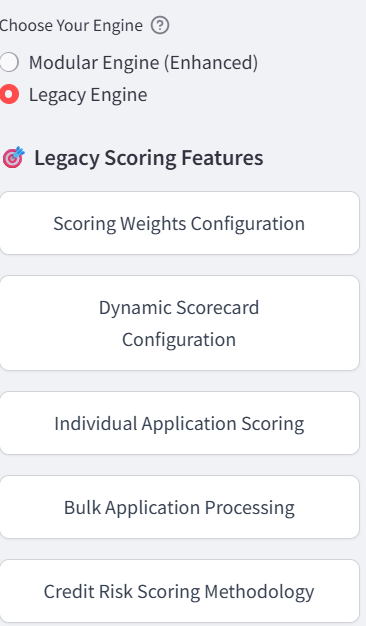 Choose Your Engine ?
Modular Engine (Enhanced)
Legacy Engine
Legacy Scoring Features
Scoring Weights Configuration
Dynamic Scorecard
Configuration
Individual Application Scoring
Bulk Application Processing
Credit Risk Scoring Methodology